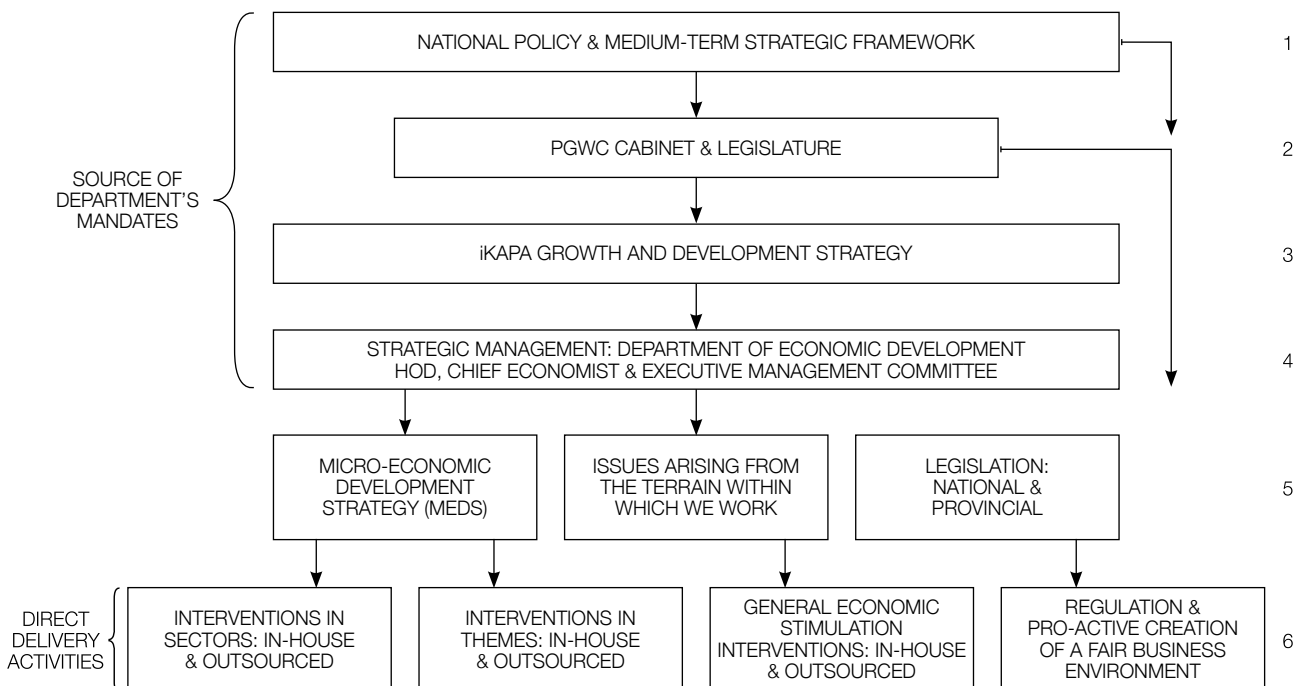 NATIONAL POLICY & MEDIUM-TERM STRATEGIC FRAMEWORK
1
PGWC CABINET & LEGISLATURE
2
SOURCE OF
DEPARTMENT'S
MANDATES
iKAPA GROWTH AND DEVELOPMENT STRATEGY
3
STRATEGIC MANAGEMENT: DEPARTMENT OF ECONOMIC DEVELOPMENT
HOD, CHIEF ECONOMIST & EXECUTIVE MANAGEMENT COMMITTEE
4
MICRO-ECONOMIC
DEVELOPMENT
STRATEGY (MEDS)
ISSUES ARISING FROM
THE TERRAIN WITHIN
WHICH WE WORK
LEGISLATION:
NATIONAL &
PROVINCIAL
5
DIRECT
DELIVERY
ACTIVITIES
INTERVENTIONS IN
SECTORS: IN-HOUSE
& OUTSOURCED
INTERVENTIONS IN
THEMES: IN-HOUSE
& OUTSOURCED
GENERAL ECONOMIC
STIMULATION
INTERVENTIONS: IN-HOUSE
& OUTSOURCED
REGULATION &
PRO-ACTIVE CREATION
OF A FAIR BUSINESS
ENVIRONMENT
6